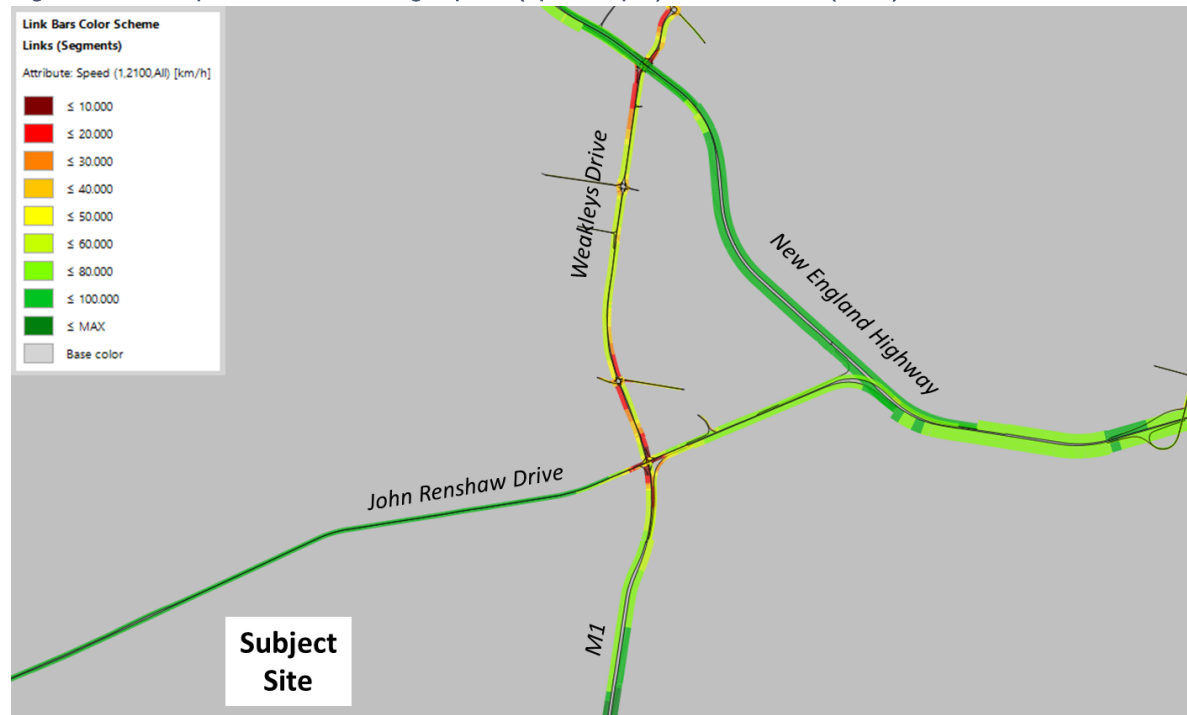 Link Bars Color Scheme
Links (Segments)
Attribute: Speed (1,2100,All) [km/h]
≤ 10.000
≤ 20.000
≤ 30.000
≤ 40.000
≤ 50.000
≤ 60.000
≤ 80.000
≤ 100.000
≤ MAX
Base color
Weakleys Drive
New England Highway
John Renshaw Drive
M1
Subject
Site